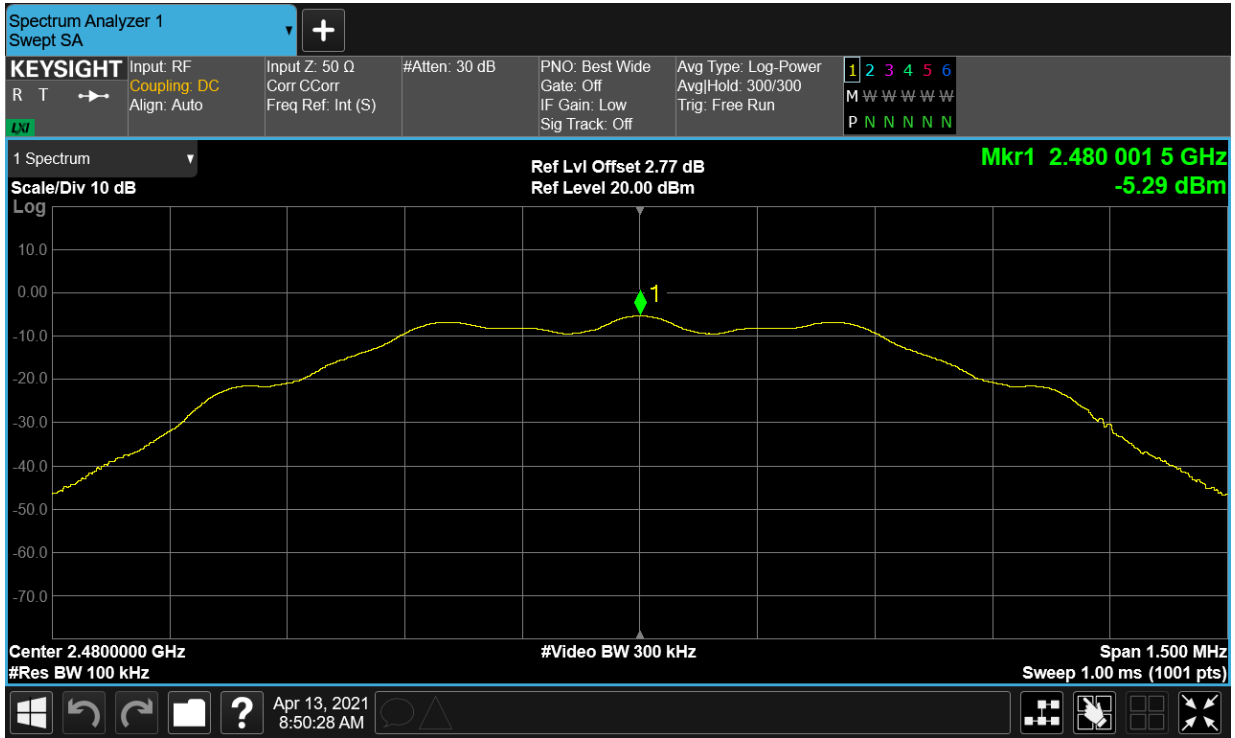 Spectrum Analyzer 1
Swept SA
KEYSIGHT
R T
LXI
Input: RF
Coupling: DC
Align: Auto
Input Z: 50 Ω
Corr CCorr
Freq Ref: Int (S)
#Atten: 30 dB
PNO: Best Wide
Gate: Off
IF Gain: Low
Sig Track: Off
Avg Type: Log-Power
Avg|Hold: 300/300
Trig: Free Run
1 2 3 4 5 6
M W W W W W
P N N N N N
1 Spectrum
Scale/Div 10 dB
Log
Ref Lvl Offset 2.77 dB
Ref Level 20.00 dBm
Mkr1 2.480 001 5 GHz
-5.29 dBm
10.0
0.00
1
-10.0
-20.0
-30.0
-40.0
-50.0
-60.0
-70.0
Center 2.4800000 GHz
#Video BW 300 kHz
Span 1.500 MHz
#Res BW 100 kHz
Sweep 1.00 ms (1001 pts)
?
Apr 13, 2021
8:50:28 AM